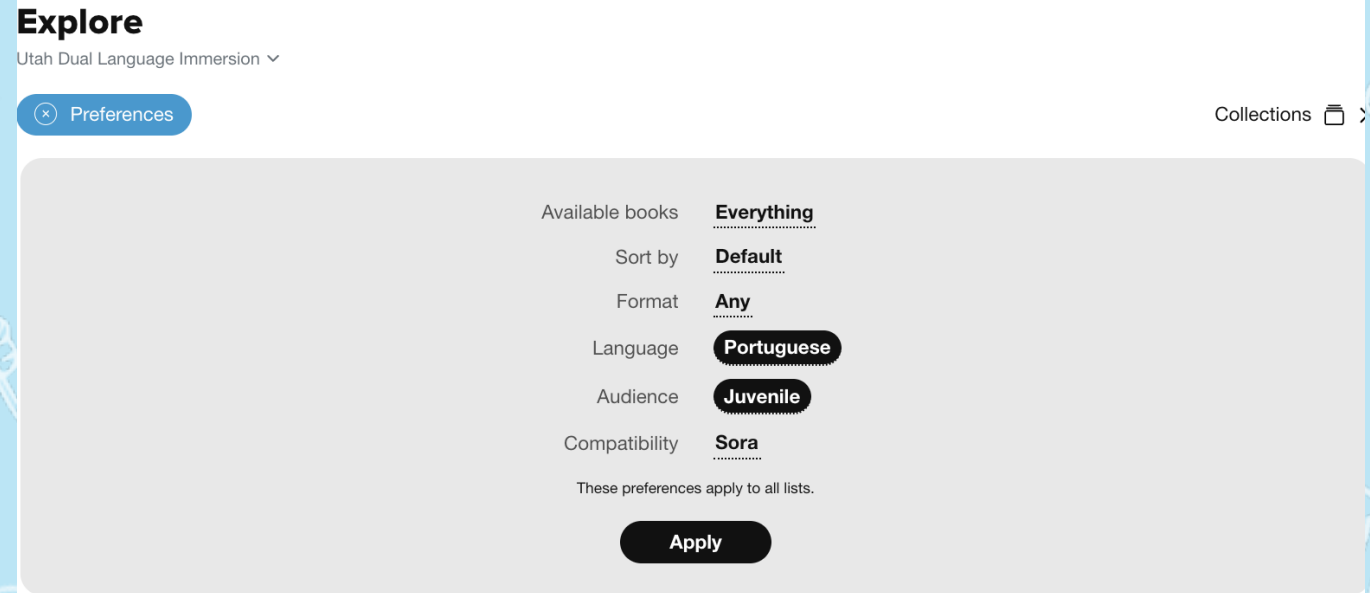 Explore
Utah Dual Language Immersion
Preferences
Collections
Available books Everything
Sort by Default
Format Any
Language Portuguese
Audience Juvenile
Compatibility Sora
These preferences apply to all lists.
Apply